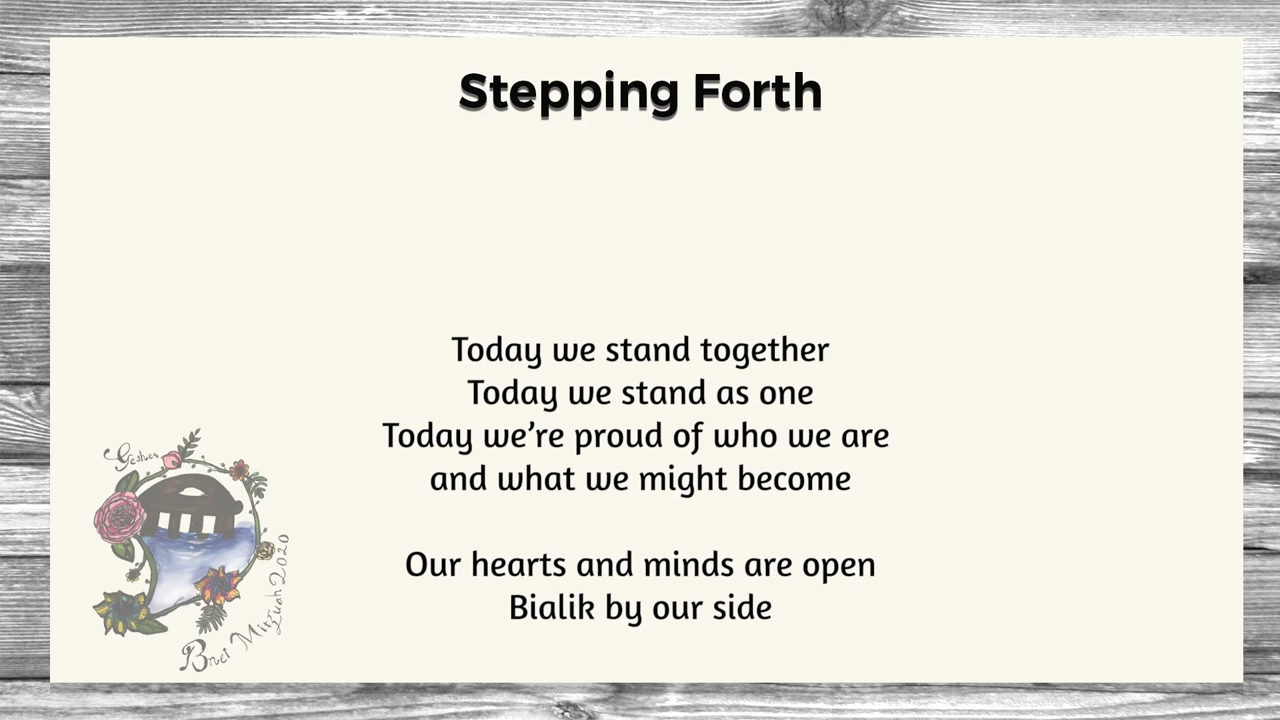 Stepping Forth
Today we stand together
Today we stand as one
Today we're proud of who we are
and what we might become
Our hearts and minds are open
Bialik by our side
Gesher
Bnei Mitzvah 2020